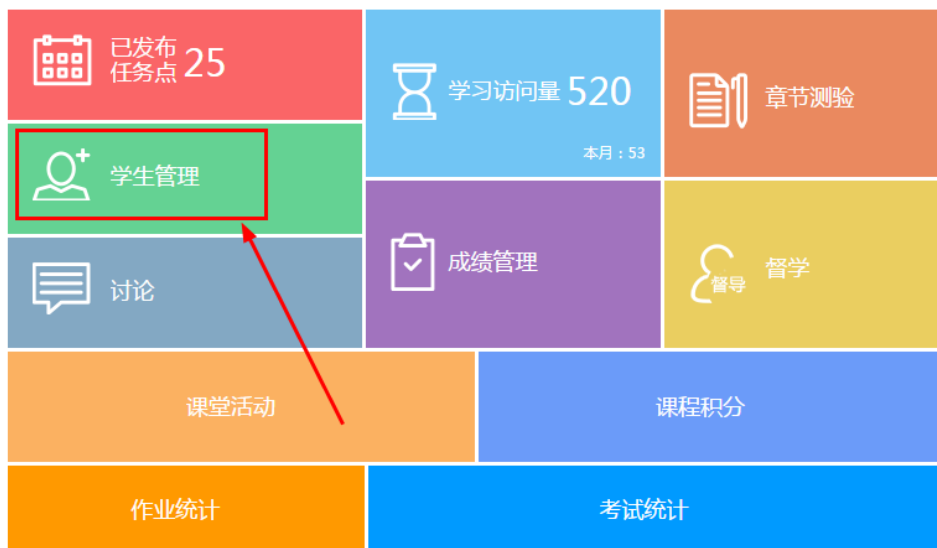 已发布
任务点 25
学习访问量 520
本月：53
章节测验
学生管理
讨论
成绩管理
督导
督学
课堂活动
课程积分
作业统计
考试统计